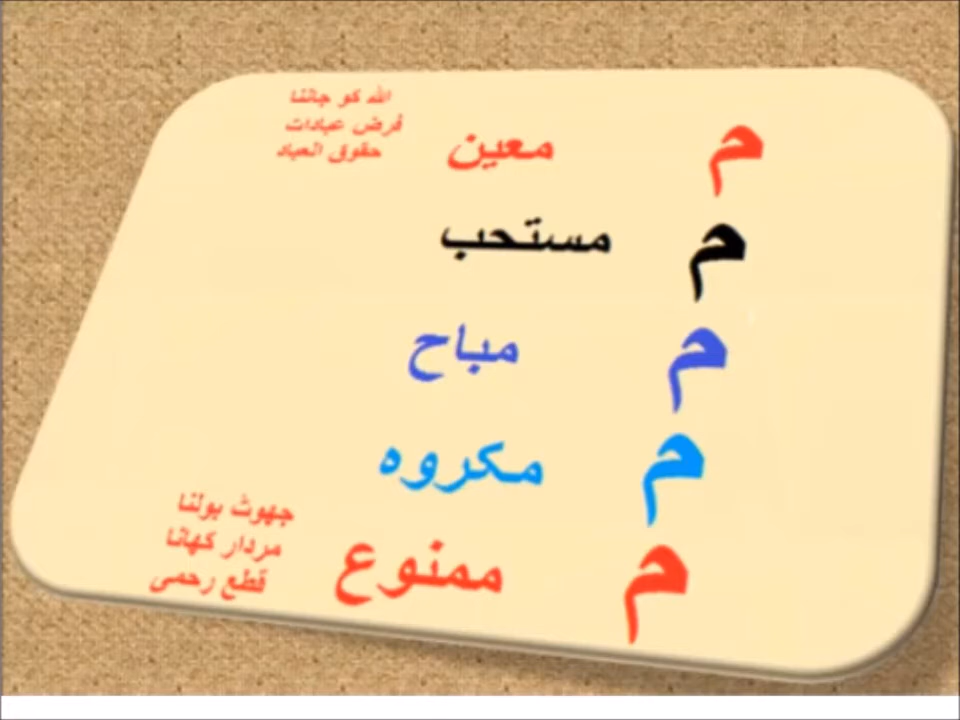 م معین
اللہ کو جاننا
فرض عبادات
حقوق العباد
م مستحب
م مباح
م مکروہ
م ممنوع
جھوٹ بولنا
مردار کھانا
قطع رحمی